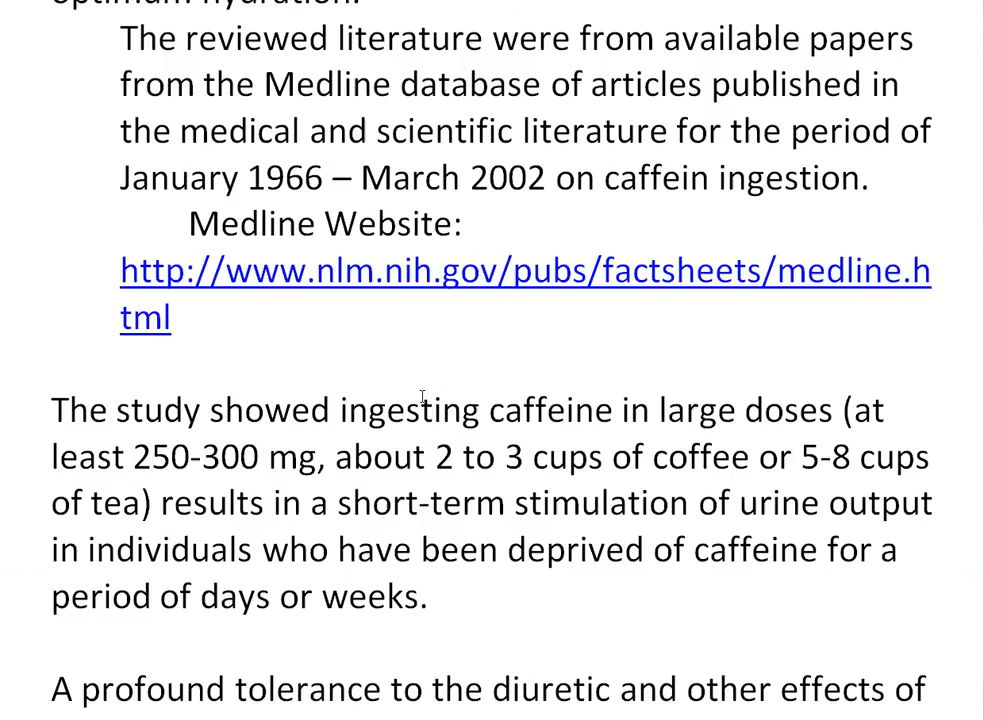 optimum hydration.
The reviewed literature were from available papers
from the Medline database of articles published in
the medical and scientific literature for the period of
January 1966 – March 2002 on caffein ingestion.
Medline Website:
http://www.nlm.nih.gov/pubs/factsheets/medline.h
tml
The study showed ingesting caffeine in large doses (at
least 250-300 mg, about 2 to 3 cups of coffee or 5-8 cups
of tea) results in a short-term stimulation of urine output
in individuals who have been deprived of caffeine for a
period of days or weeks.
A profound tolerance to the diuretic and other effects of